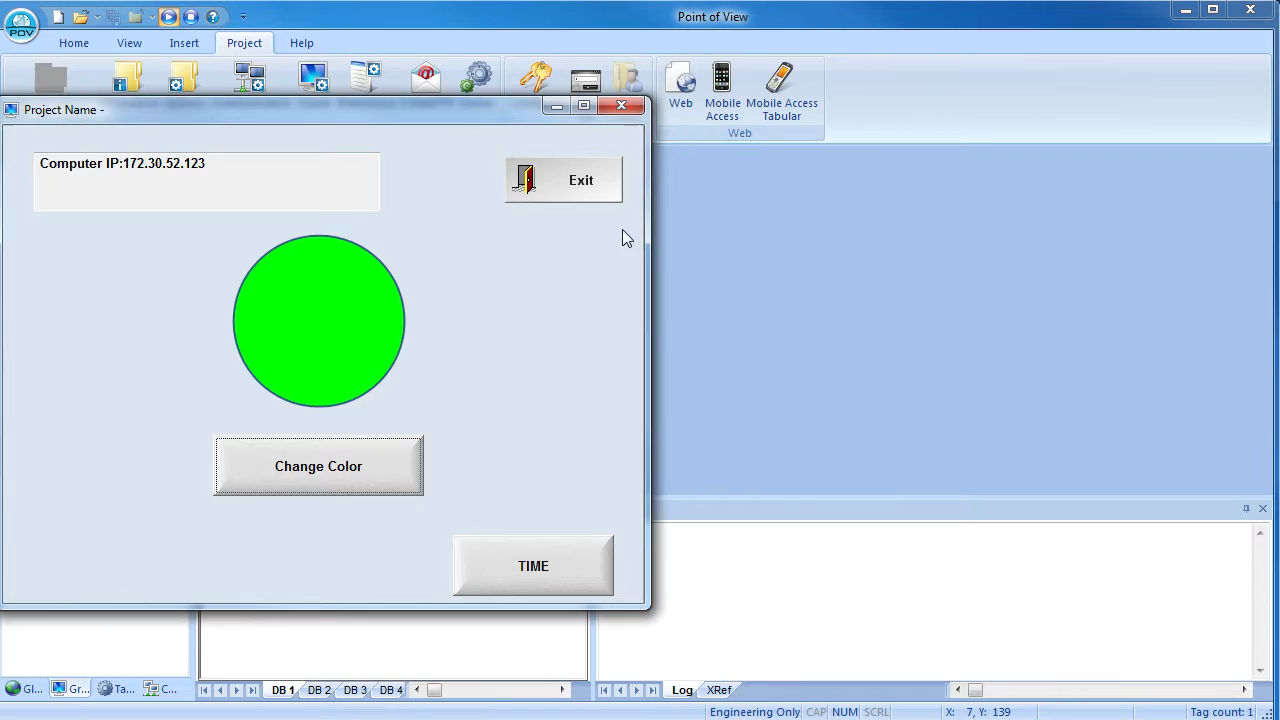 Point of View
POV
Home View Insert Project Help
Web Mobile Access Mobile Access Tabular
Web
Project Name -
Computer IP:172.30.52.123
Exit
Change Color
TIME
Gl... Gr... Ta... C... DB 1 DB 2 DB 3 DB 4 Log XRef
Engineering Only CAP NUM SCRL X: 7, Y: 139 Tag count: 1